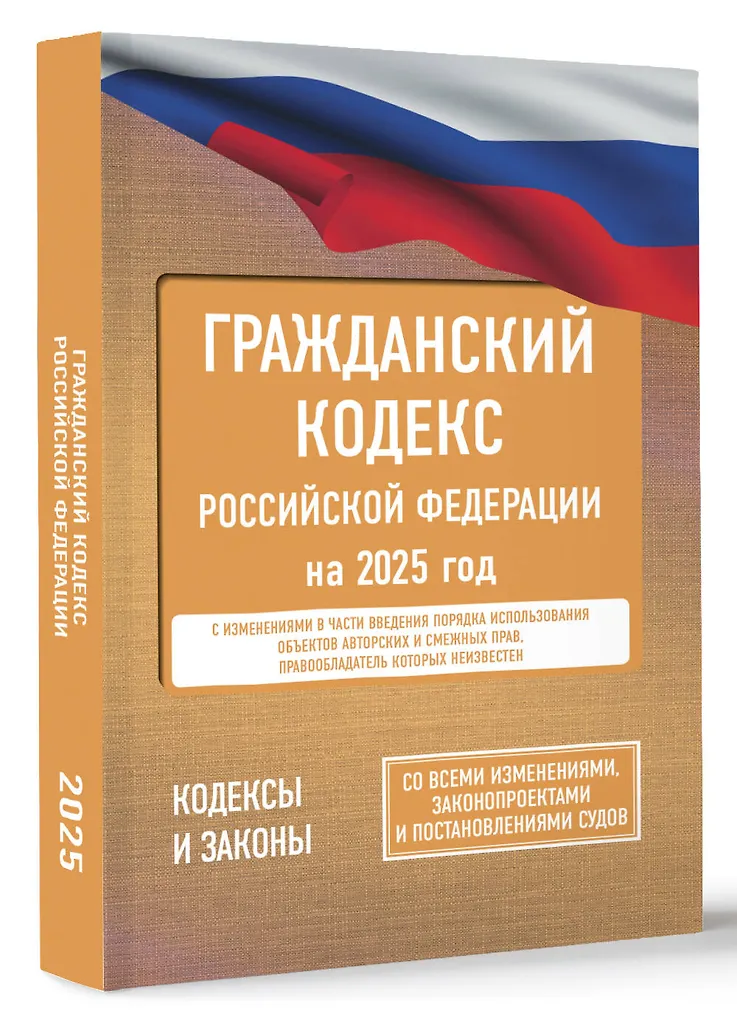 ГРАЖДАНСКИЙ
КОДЕКС
РОССИЙСКОЙ ФЕДЕРАЦИИ
на 2025 год
С ИЗМЕНЕНИЯМИ В ЧАСТИ ВВЕДЕНИЯ ПОРЯДКА ИСПОЛЬЗОВАНИЯ
ОБЪЕКТОВ АВТОРСКИХ И СМЕЖНЫХ ПРАВ,
ПРАВООБЛАДАТЕЛЬ КОТОРЫХ НЕИЗВЕСТЕН
КОДЕКСЫ
И ЗАКОНЫ
СО ВСЕМИ ИЗМЕНЕНИЯМИ,
ЗАКОНОПРОЕКТАМИ
И ПОСТАНОВЛЕНИЯМИ СУДОВ
ГРАЖДАНСКИЙ КОДЕКС
РОССИЙСКОЙ ФЕДЕРАЦИИ
2025